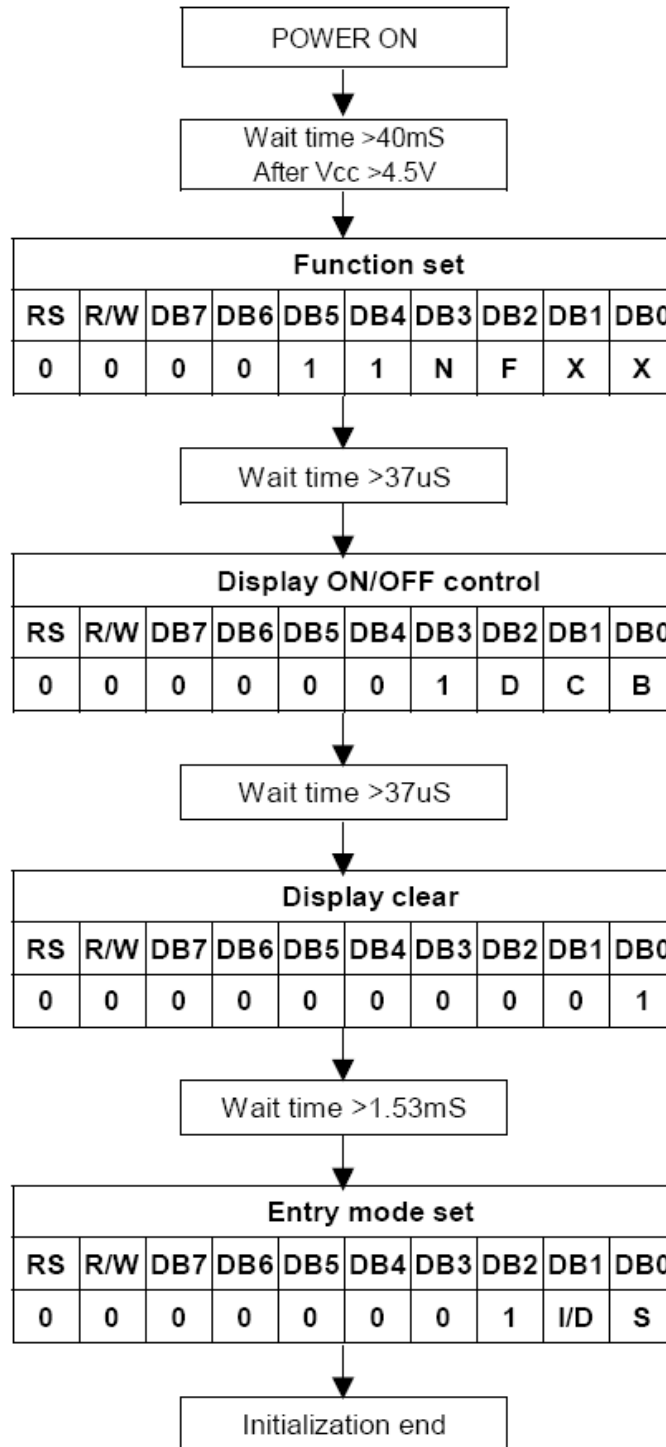 POWER ON
Wait time >40mS
After Vcc >4.5V
Function set
RS R/W DB7 DB6 DB5 DB4 DB3 DB2 DB1 DB0
0 0 0 0 1 1 N F X X
Wait time >37uS
Display ON/OFF control
RS R/W DB7 DB6 DB5 DB4 DB3 DB2 DB1 DB0
0 0 0 0 0 0 1 D C B
Wait time >37uS
Display clear
RS R/W DB7 DB6 DB5 DB4 DB3 DB2 DB1 DB0
0 0 0 0 0 0 0 0 0 1
Wait time >1.53mS
Entry mode set
RS R/W DB7 DB6 DB5 DB4 DB3 DB2 DB1 DB0
0 0 0 0 0 0 0 1 I/D S
Initialization end